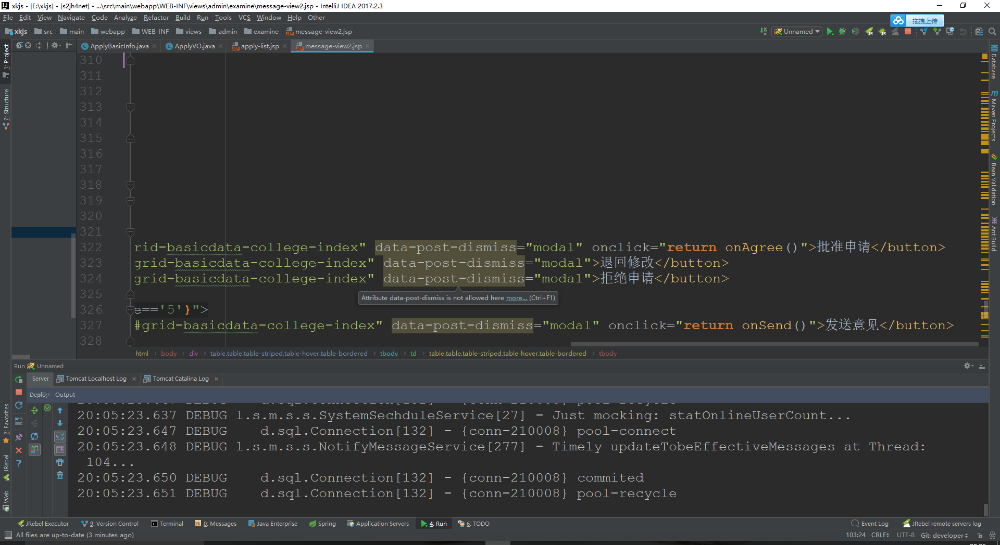 xkjs - [E:\xkjs] - [s2jh4net] - ...\src\main\webapp\WEB-INF\views\admin\examine\message-view2.jsp - IntelliJ IDEA 2017.2.3
File Edit View Navigate Code Analyze Refactor Build Run Tools VCS Window Help Other
拖拽上传
xkjs src main webapp WEB-INF views admin examine message-view2.jsp
Unnamed
ApplyBasicInfo.java ApplyVO.java apply-list.jsp message-view2.jsp
1: Project
7: Structure
2: Favorites
JRebel
Web
Database
Maven Projects
Bean Validation
Ant Build
310
311
312
313
314
315
316
317
318
319
320
321
322 rid-basicdata-college-index" data-post-dismiss="modal" onclick="return onAgree()">批准申请</button>
323 grid-basicdata-college-index" data-post-dismiss="modal">退回修改</button>
324 grid-basicdata-college-index" data-post-dismiss="modal">拒绝申请</button>
325
Attribute data-post-dismiss is not allowed here more... (Ctrl+F1)
326 e=='5'}">
327 #grid-basicdata-college-index" data-post-dismiss="modal" onclick="return onSend()">发送意见</button>
328
html body div table.table.table-striped.table-hover.table-bordered tbody td table.table.table-striped.table-hover.table-bordered tbody
Run Unnamed
Server Tomcat Localhost Log Tomcat Catalina Log
Output
20:05:23.637 DEBUG l.s.m.s.s.SystemSechduleService[27] - Just mocking: statOnlineUserCount...
20:05:23.647 DEBUG d.sql.Connection[132] - {conn-210008} pool-connect
20:05:23.648 DEBUG l.s.m.s.s.NotifyMessageService[277] - Timely updateTobeEffectiveMessages at Thread:
104...
20:05:23.650 DEBUG d.sql.Connection[132] - {conn-210008} commited
20:05:23.651 DEBUG d.sql.Connection[132] - {conn-210008} pool-recycle
JRebel Executor 9: Version Control Terminal 0: Messages Java Enterprise Spring Application Servers 4: Run 6: TODO Event Log JRebel remote servers log
All files are up-to-date (3 minutes ago) 103:24 CRLF UTF-8 Git: developer